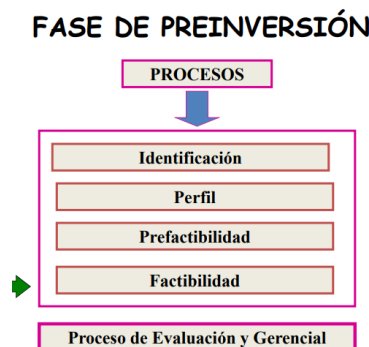 FASE DE PREINVERSIÓN
PROCESOS
Identificación
Perfil
Prefactibilidad
Factibilidad
Proceso de Evaluación y Gerencial